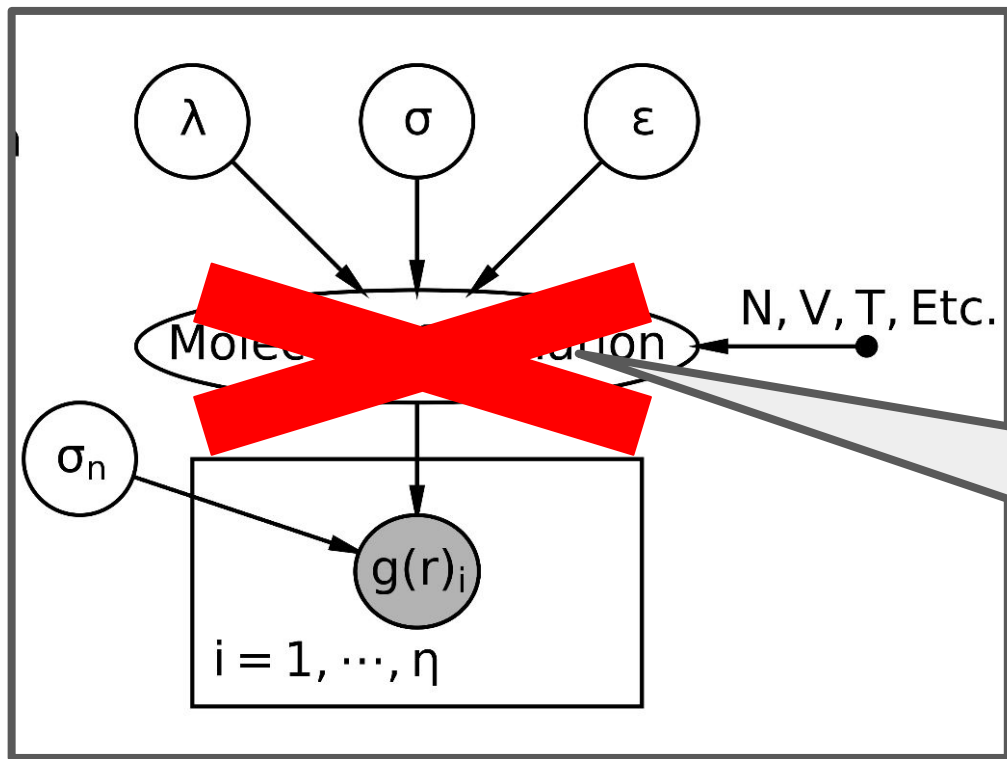 λ σ ε
N, V, T, Etc.
σₙ
g(r)ᵢ
i = 1, ⋯, η